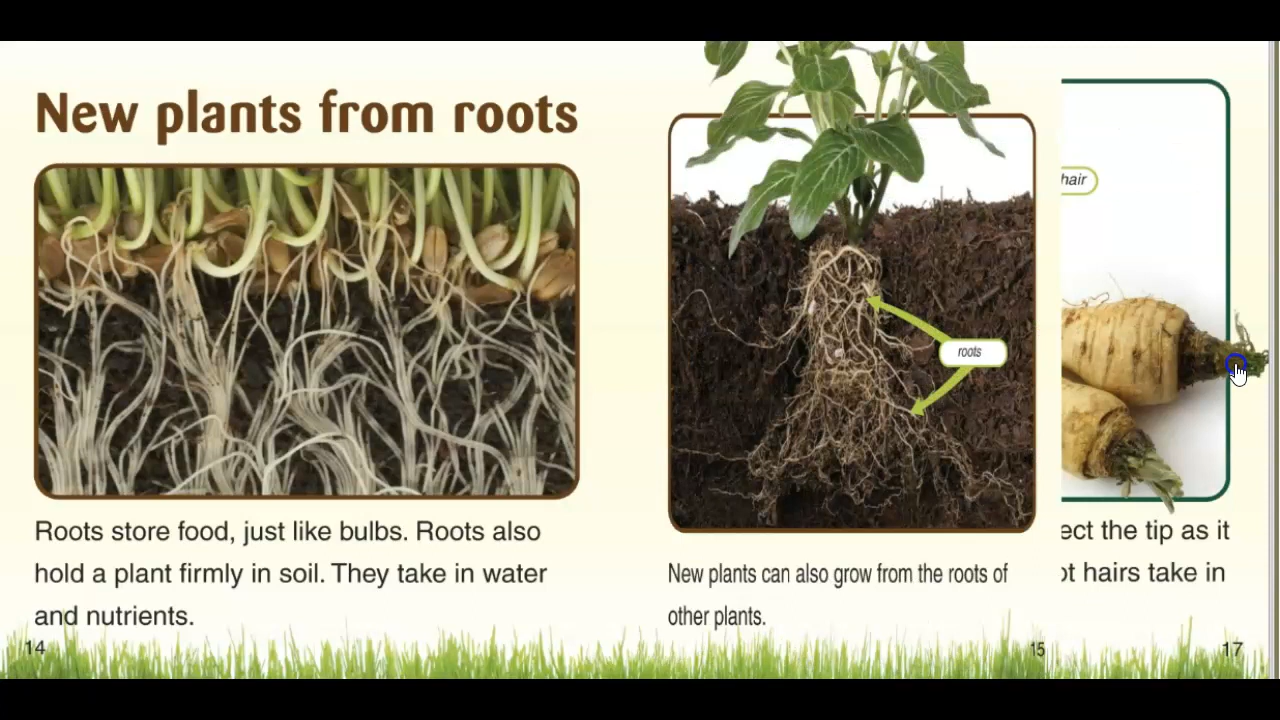 New plants from roots
Roots store food, just like bulbs. Roots also
hold a plant firmly in soil. They take in water
and nutrients.
14
roots
New plants can also grow from the roots of
other plants.
15
hair
ect the tip as it
ot hairs take in
17